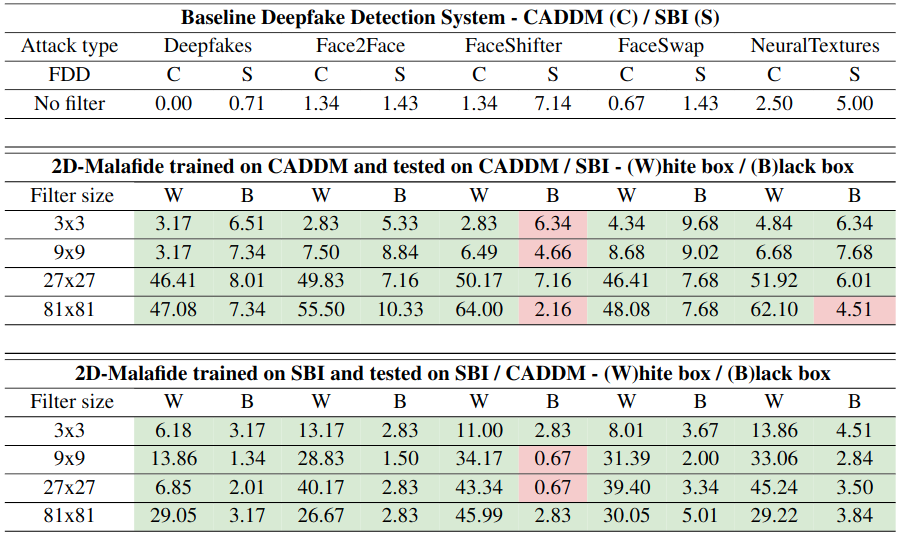 Baseline Deepfake Detection System - CADDM (C) / SBI (S)
Attack type Deepfakes Face2Face FaceShifter FaceSwap NeuralTextures
FDD C S C S C S C S C S
No filter 0.00 0.71 1.34 1.43 1.34 7.14 0.67 1.43 2.50 5.00
2D-Malafide trained on CADDM and tested on CADDM / SBI - (W)hite box / (B)lack box
Filter size W B W B W B W B W B
3x3 3.17 6.51 2.83 5.33 2.83 6.34 4.34 9.68 4.84 6.34
9x9 3.17 7.34 7.50 8.84 6.49 4.66 8.68 9.02 6.68 7.68
27x27 46.41 8.01 49.83 7.16 50.17 7.16 46.41 7.68 51.92 6.01
81x81 47.08 7.34 55.50 10.33 64.00 2.16 48.08 7.68 62.10 4.51
2D-Malafide trained on SBI and tested on SBI / CADDM - (W)hite box / (B)lack box
Filter size W B W B W B W B W B
3x3 6.18 3.17 13.17 2.83 11.00 2.83 8.01 3.67 13.86 4.51
9x9 13.86 1.34 28.83 1.50 34.17 0.67 31.39 2.00 33.06 2.84
27x27 6.85 2.01 40.17 2.83 43.34 0.67 39.40 3.34 45.24 3.50
81x81 29.05 3.17 26.67 2.83 45.99 2.83 30.05 5.01 29.22 3.84